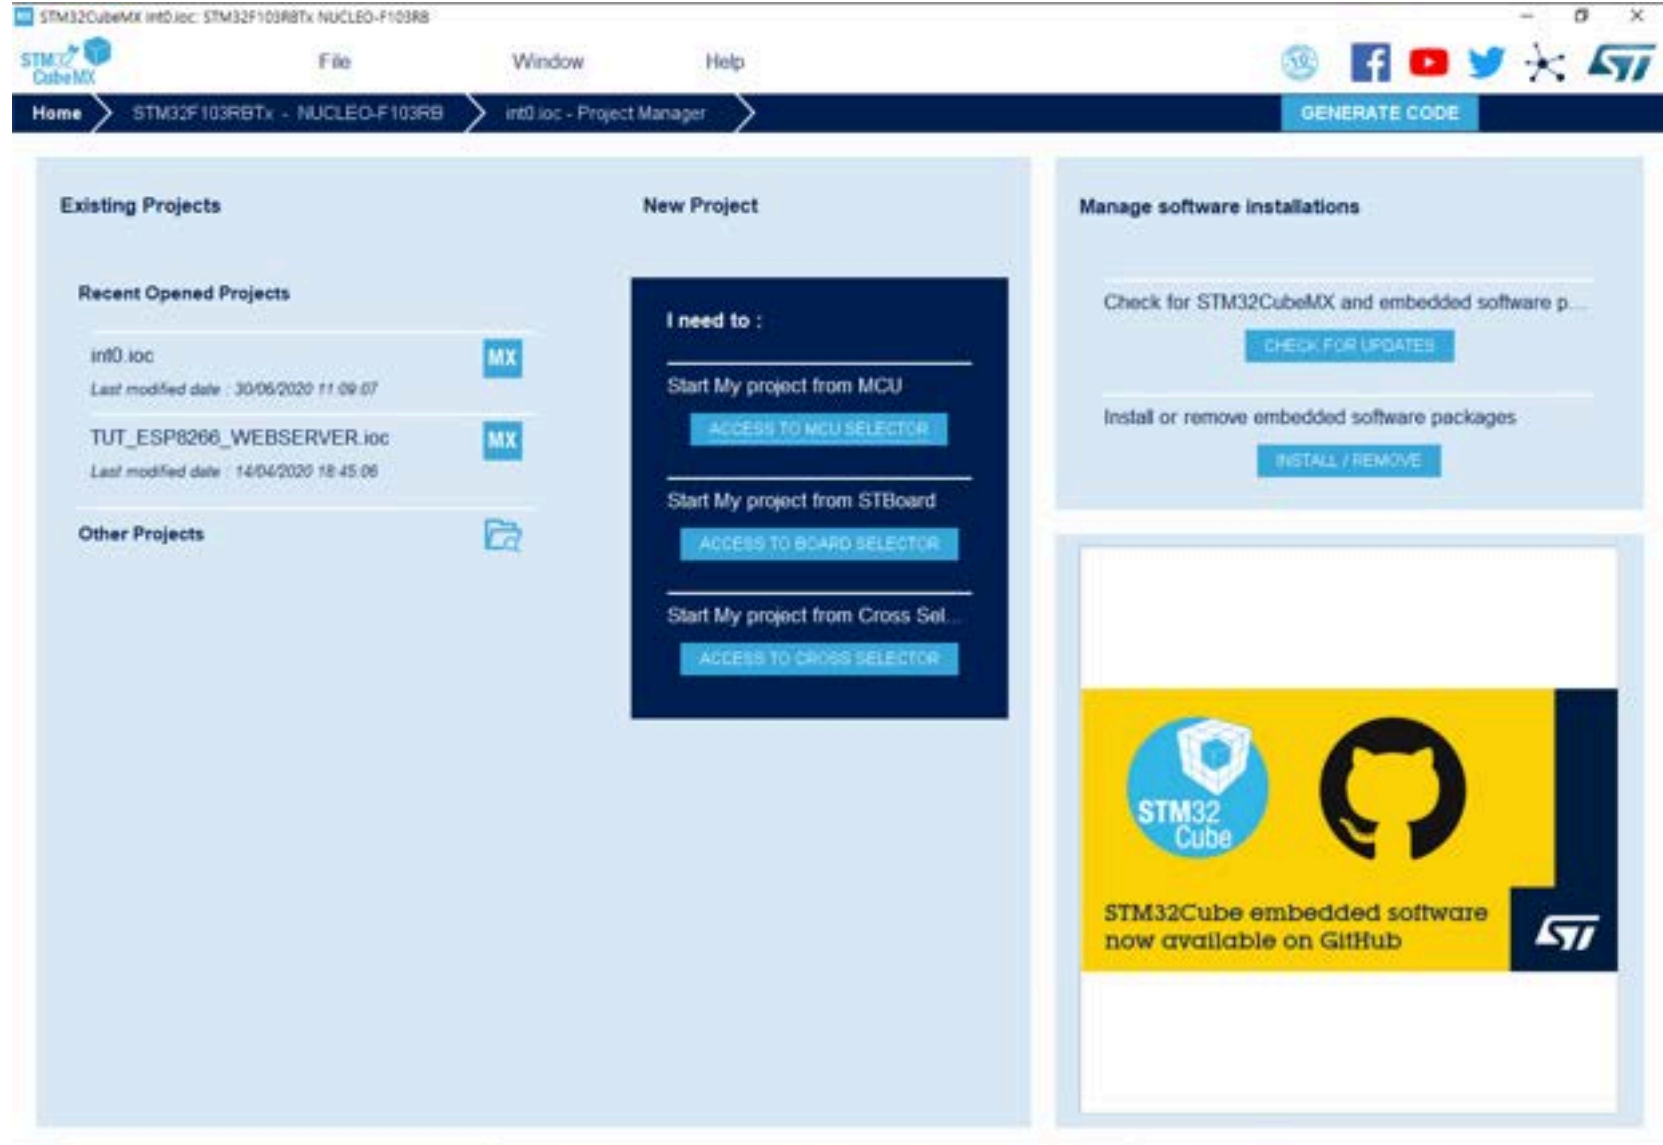 STM32CubeMX int0.ioc: STM32F103RBTx NUCLEO-F103RB
STM32
CubeMX
File
Window
Help
Home
STM32F103RBTx - NUCLEO-F103RB
int0.ioc - Project Manager
GENERATE CODE
Existing Projects
Recent Opened Projects
int0.ioc
MX
Last modified date : 30/06/2020 11:09:07
TUT_ESP8266_WEBSERVER.ioc
MX
Last modified date : 14/04/2020 18:45:06
Other Projects
New Project
I need to :
Start My project from MCU
ACCESS TO MCU SELECTOR
Start My project from STBoard
ACCESS TO BOARD SELECTOR
Start My project from Cross Sel...
ACCESS TO CROSS SELECTOR
Manage software installations
Check for STM32CubeMX and embedded software p...
CHECK FOR UPDATES
Install or remove embedded software packages
INSTALL / REMOVE
STM32
Cube
STM32Cube embedded software
now available on GitHub
ST